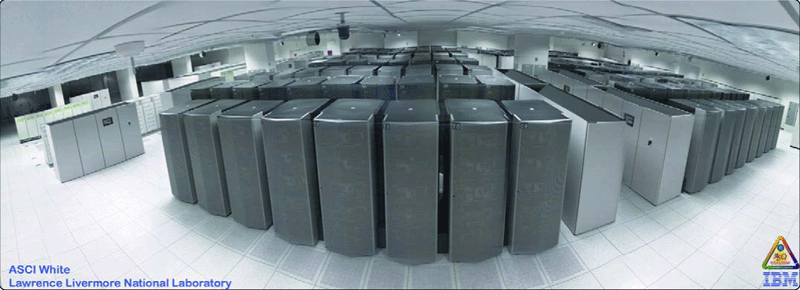 ASCI White
Lawrence Livermore National Laboratory
IBM